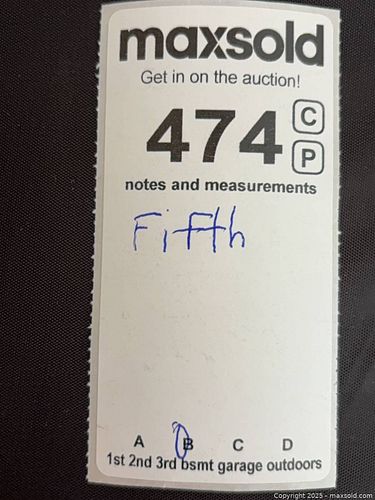 maxsold
Get in on the auction!
474
C
P
notes and measurements
Fifth
A B C D
1st 2nd 3rd bsmt garage outdoors
Copyright 2025 - maxsold.com